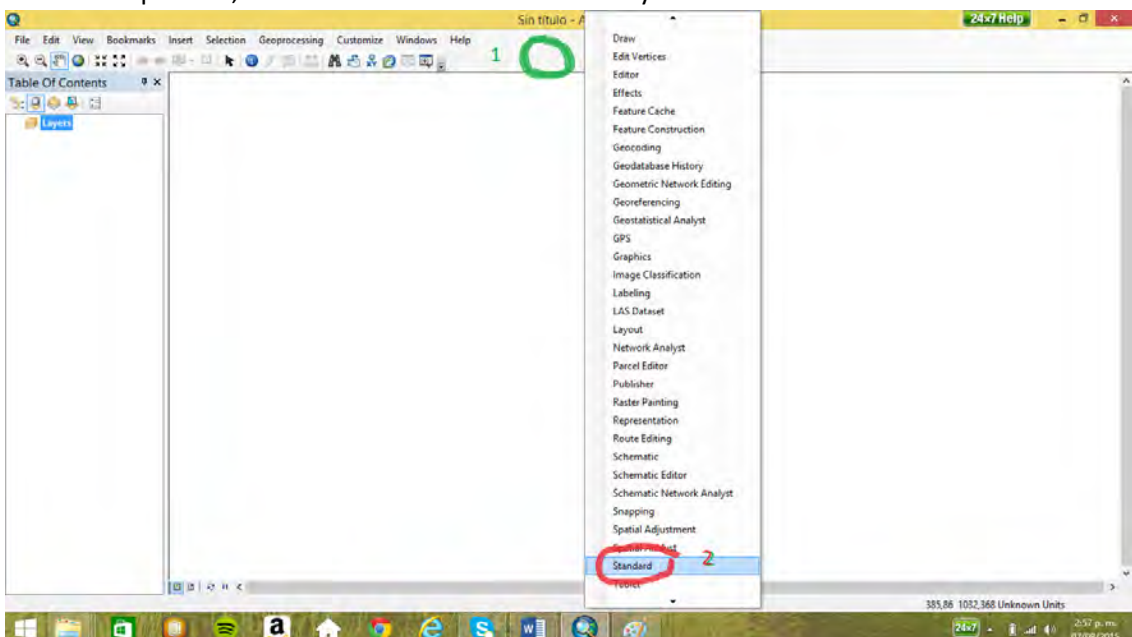 Sin título - A
24x7 Help
File Edit View Bookmarks Insert Selection Geoprocessing Customize Windows Help
1
Table Of Contents
Layers
Draw
Edit Vertices
Editor
Effects
Feature Cache
Feature Construction
Geocoding
Geodatabase History
Geometric Network Editing
Georeferencing
Geostatistical Analyst
GPS
Graphics
Image Classification
Labeling
LAS Dataset
Layout
Network Analyst
Parcel Editor
Publisher
Raster Painting
Representation
Route Editing
Schematic
Schematic Editor
Schematic Network Analyst
Snapping
Spatial Adjustment
Spatial Analyst
Standard 2
385,86 1032,368 Unknown Units
24x7
2:57 p. m.